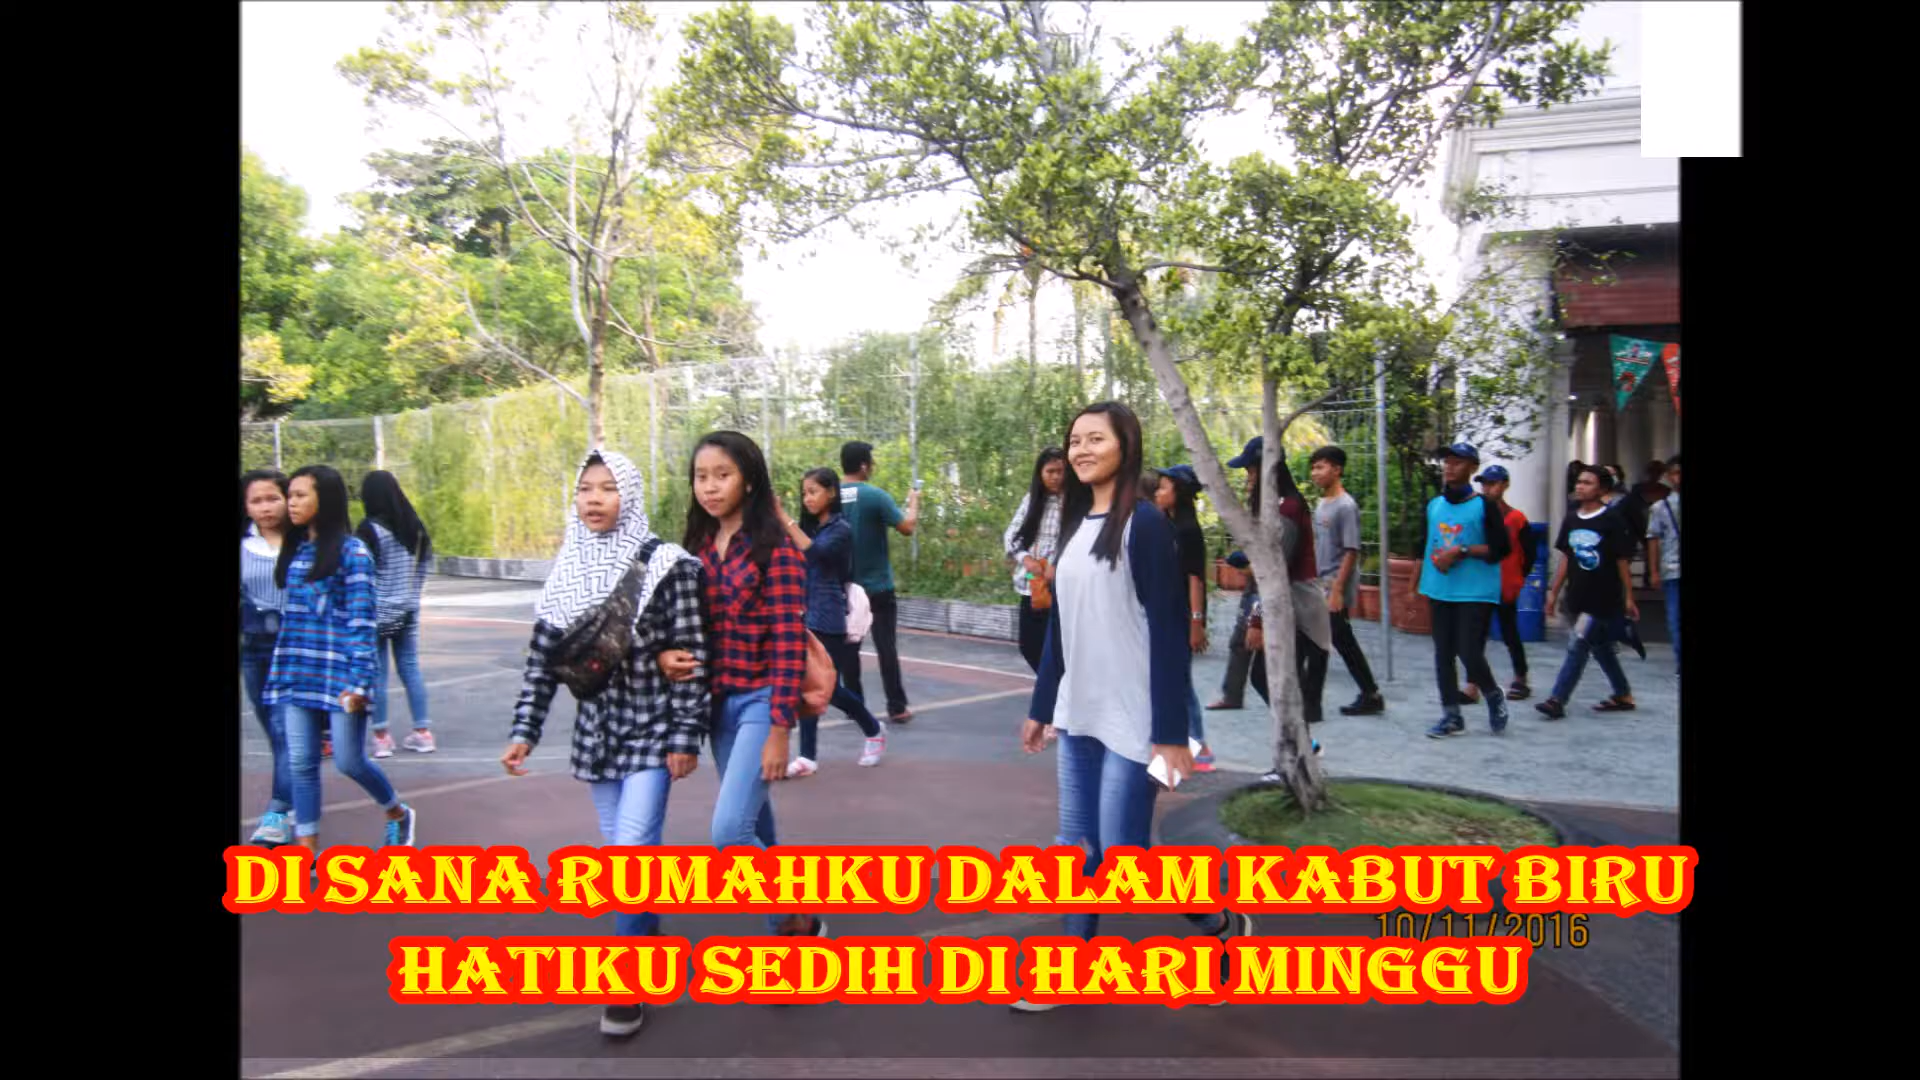 DI SANA RUMAHKU DALAM KABUT BIRU
10/11/2016
HATIKU SEDIH DI HARI MINGGU